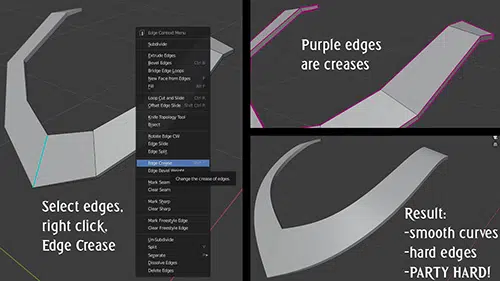 Edge Context Menu
Subdivide
Extrude Edges
Bevel Edges
Bridge Edge Loops
New Face from Edges
Fill
Loop Cut and Slide
Offset Edge Slide
Knife Topology Tool
Bisect
Rotate Edge CW
Edge Slide
Edge Split
Edge Crease
Edge Bevel Weight
Change the crease of edges.
Mark Seam
Clear Seam
Mark Sharp
Clear Sharp
Mark Freestyle Edge
Clear Freestyle Edge
Un-Subdivide
Split
Separate
Dissolve Edges
Delete Edges
Select edges,
right click,
Edge Crease
Purple edges
are creases
Result:
-smooth curves
-hard edges
-PARTY HARD!